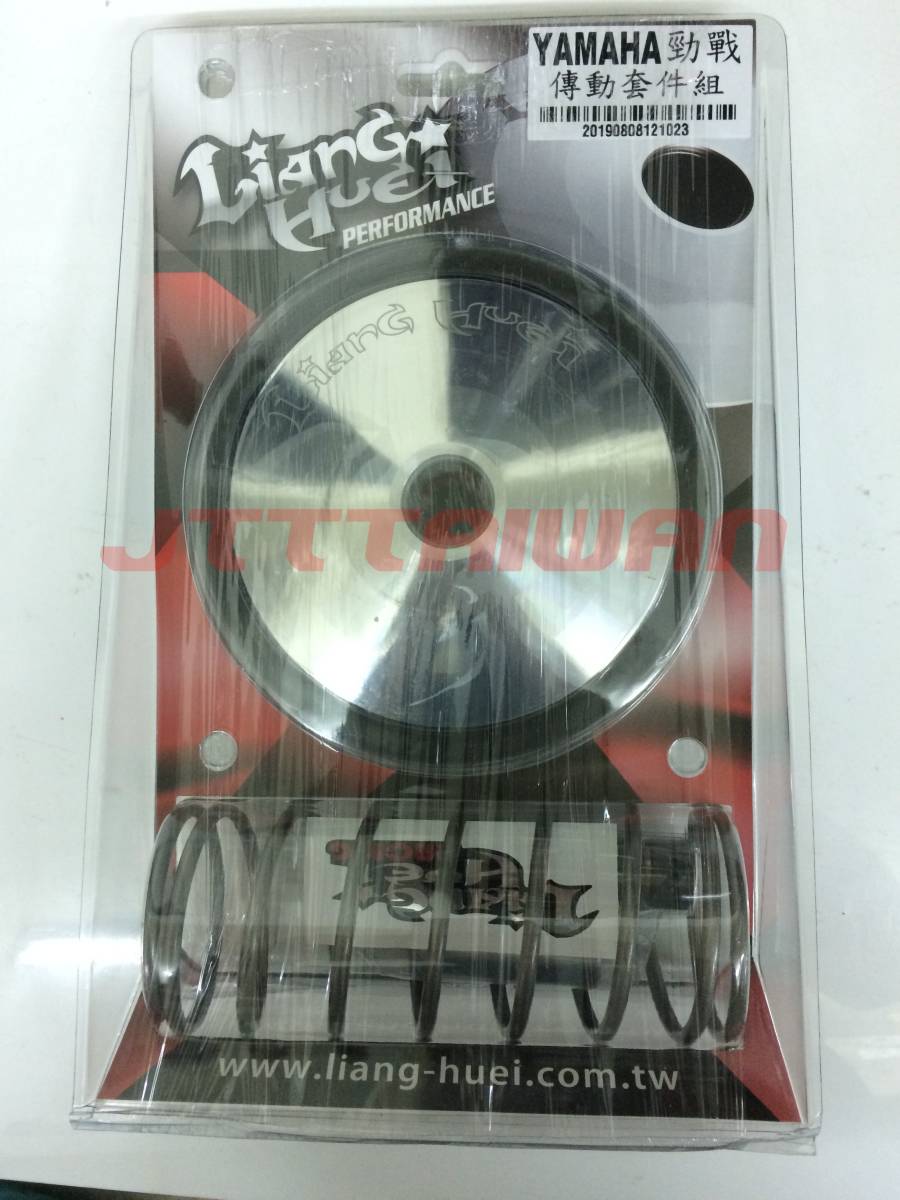 YAMAHA勁戰
傳動套件組
20190808121023
Liang
Huei
PERFORMANCE
Liang Huei
JTTTAIWAN
www.liang-huei.com.tw